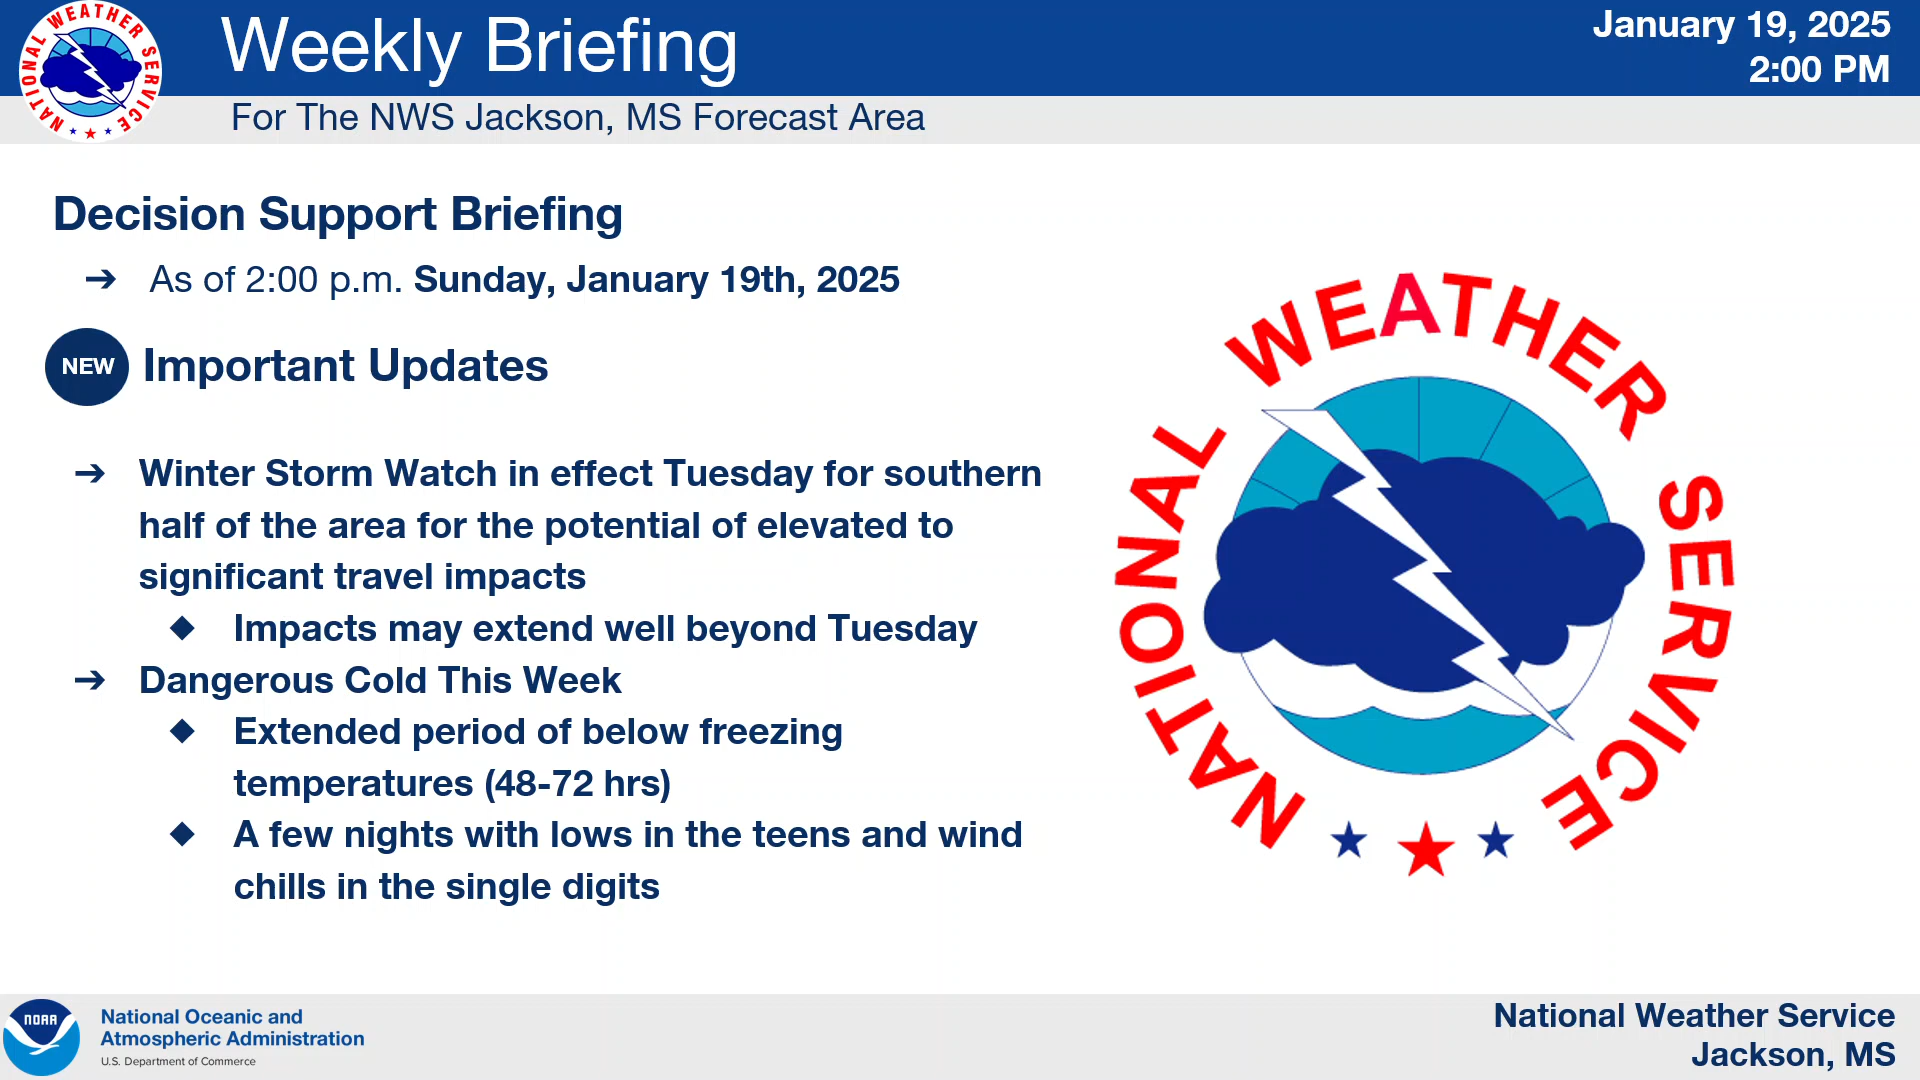 NATIONAL WEATHER SERVICE
Weekly Briefing
January 19, 2025
2:00 PM
For The NWS Jackson, MS Forecast Area
Decision Support Briefing
➔ As of 2:00 p.m. Sunday, January 19th, 2025
NEW Important Updates
➔ Winter Storm Watch in effect Tuesday for southern
half of the area for the potential of elevated to
significant travel impacts
◆ Impacts may extend well beyond Tuesday
➔ Dangerous Cold This Week
◆ Extended period of below freezing
temperatures (48-72 hrs)
◆ A few nights with lows in the teens and wind
chills in the single digits
NATIONAL WEATHER SERVICE
NOAA
National Oceanic and
Atmospheric Administration
U.S. Department of Commerce
National Weather Service
Jackson, MS